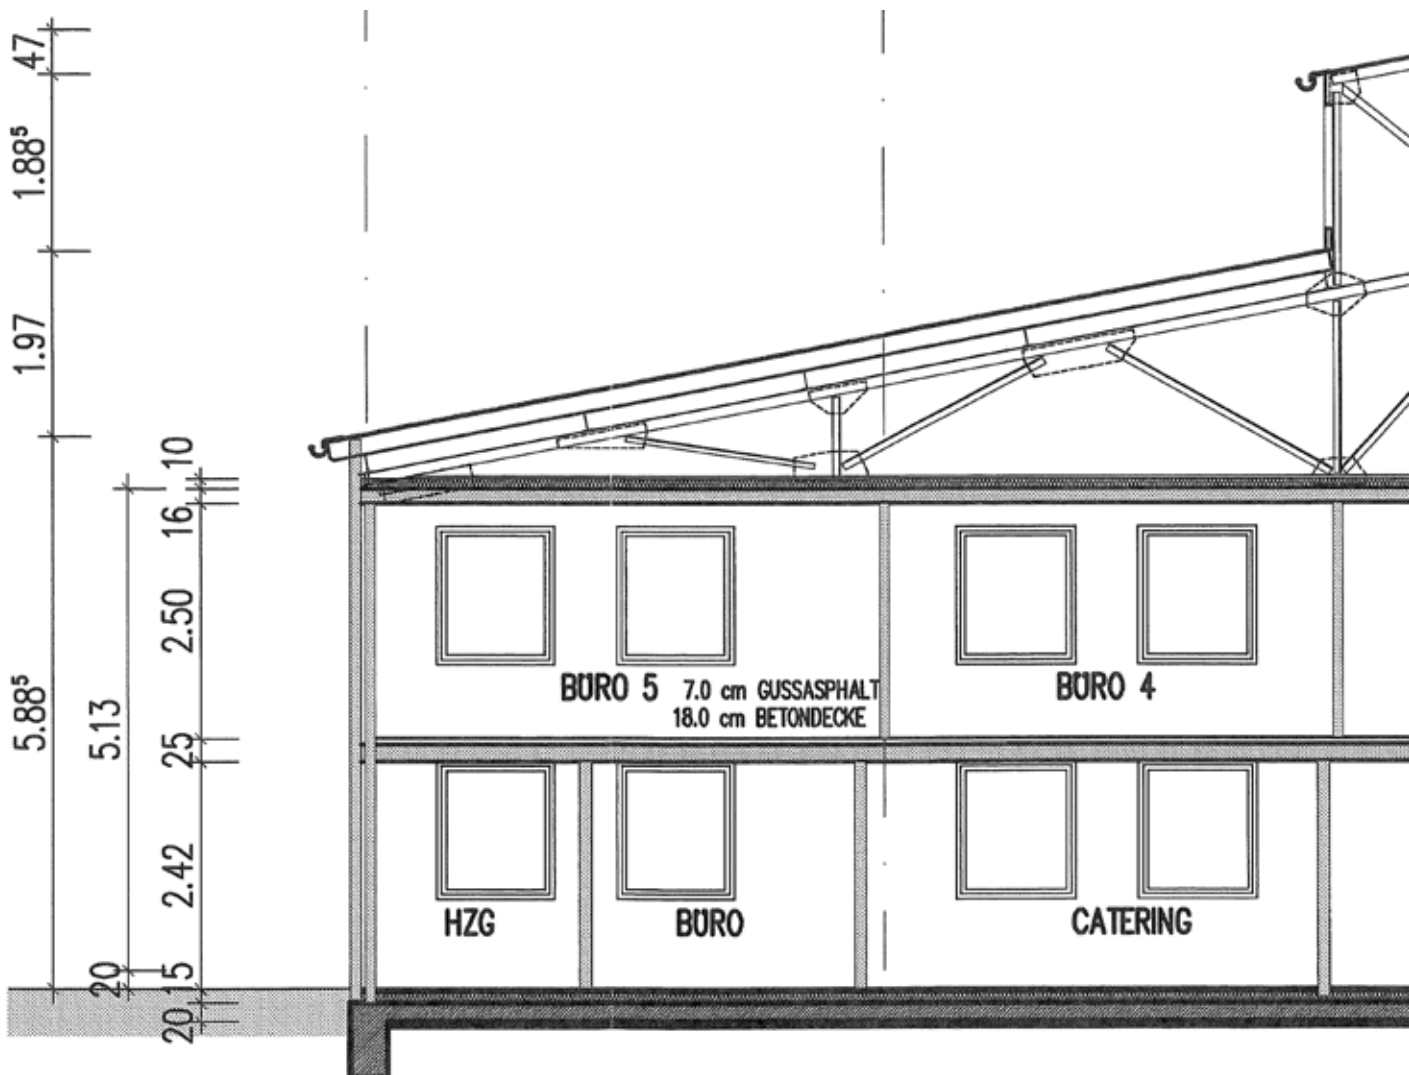 47
1.88⁵
1.97
5.88⁵
5.13
20
10
16
2.50
25
2.42
15
20
BÜRO 5 7.0 cm GUSSASPHALT
18.0 cm BETONDECKE
BÜRO 4
HZG
BÜRO
CATERING